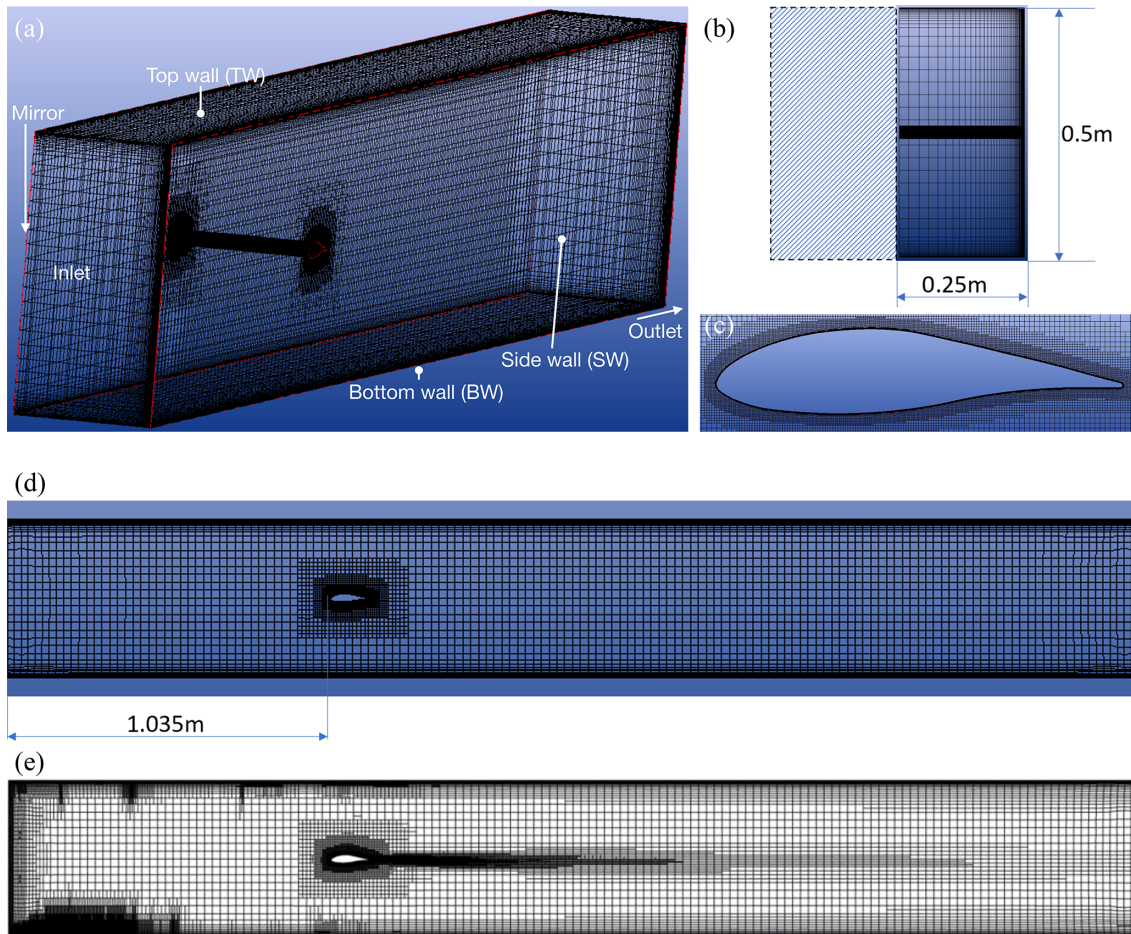 (a)
Top wall (TW)
Mirror
Inlet
Outlet
Side wall (SW)
Bottom wall (BW)
(b)
0.5m
0.25m
(c)
(d)
1.035m
(e)